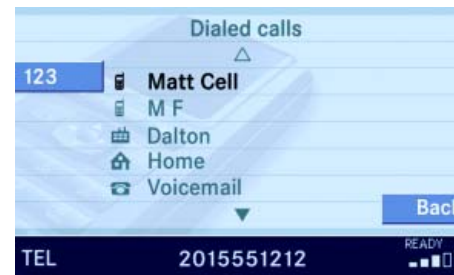 Dialed calls
123
Matt Cell
M F
Dalton
Home
Voicemail
Bac
READY
TEL 2015551212